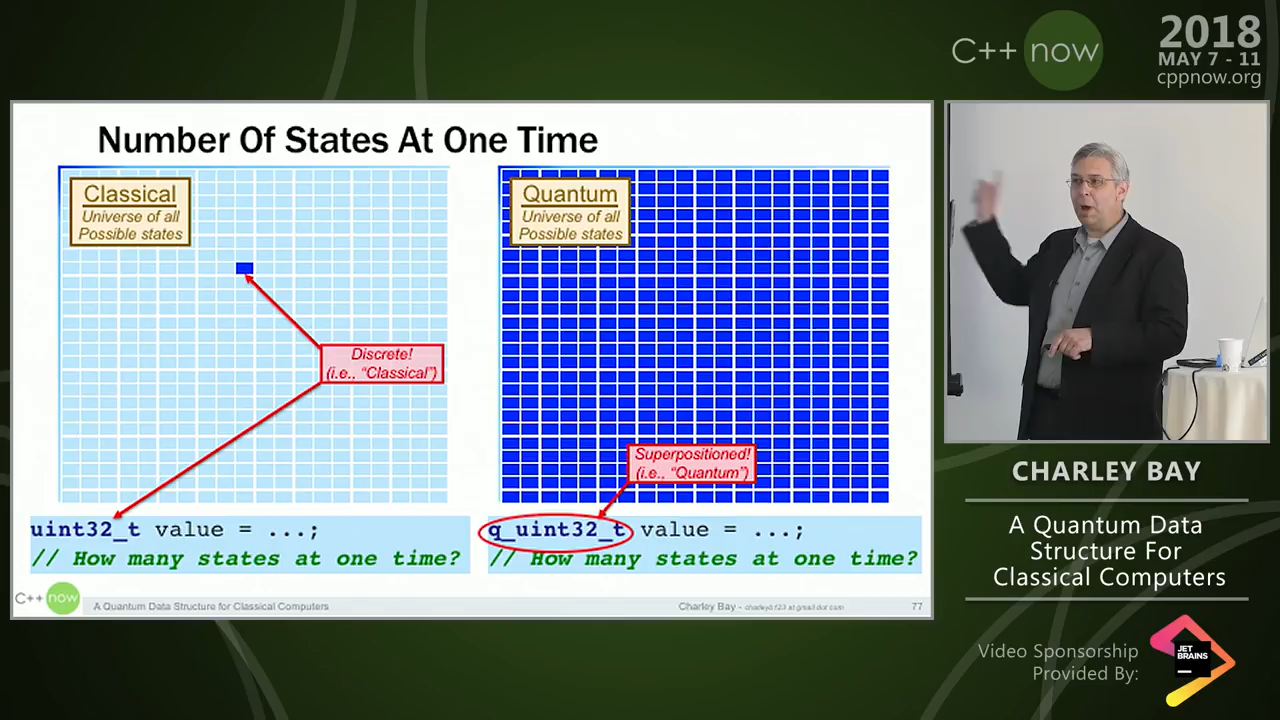 C++ now
2018
MAY 7 - 11
cppnow.org
Number Of States At One Time
Classical
Universe of all
Possible states
Quantum
Universe of all
Possible states
Discrete!
(i.e., “Classical”)
Superpositioned!
(i.e., “Quantum”)
uint32_t value = ...;
// How many states at one time?
q_uint32_t value = ...;
// How many states at one time?
C++ now
A Quantum Data Structure for Classical Computers
Charley Bay - charleyb123 at gmail dot com
77
CHARLEY BAY
A Quantum Data
Structure For
Classical Computers
Video Sponsorship
Provided By:
JET
BRAINS